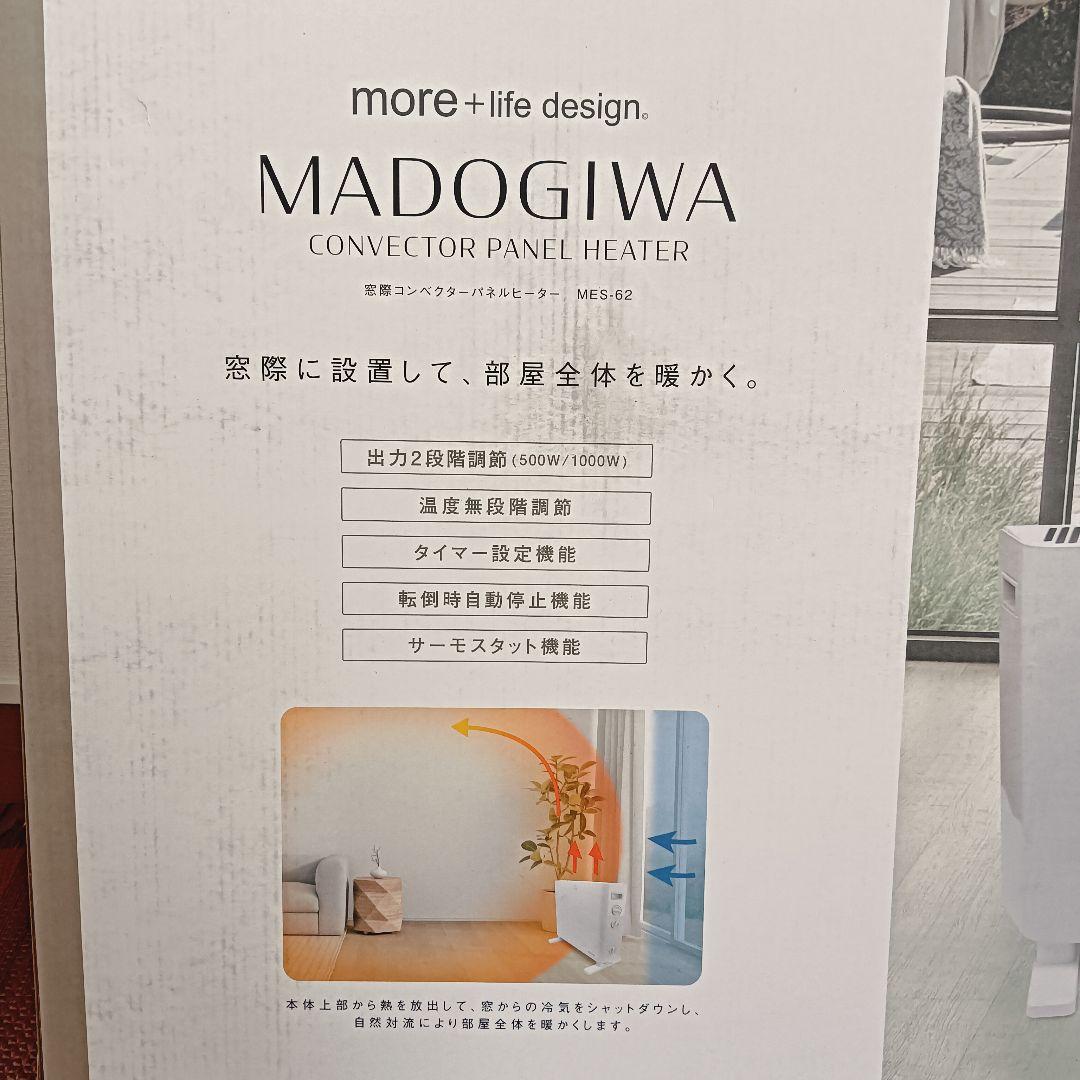 more+life design©
MADOGIWA
CONVECTOR PANEL HEATER
窓際コンベクターパネルヒーター MES-62
窓際に設置して、部屋全体を暖かく。
出力2段階調節(500W/1000W)
温度無段階調節
タイマー設定機能
転倒時自動停止機能
サーモスタット機能
本体上部から熱を放出して、窓からの冷気をシャットダウンし、
自然対流により部屋全体を暖かくします。